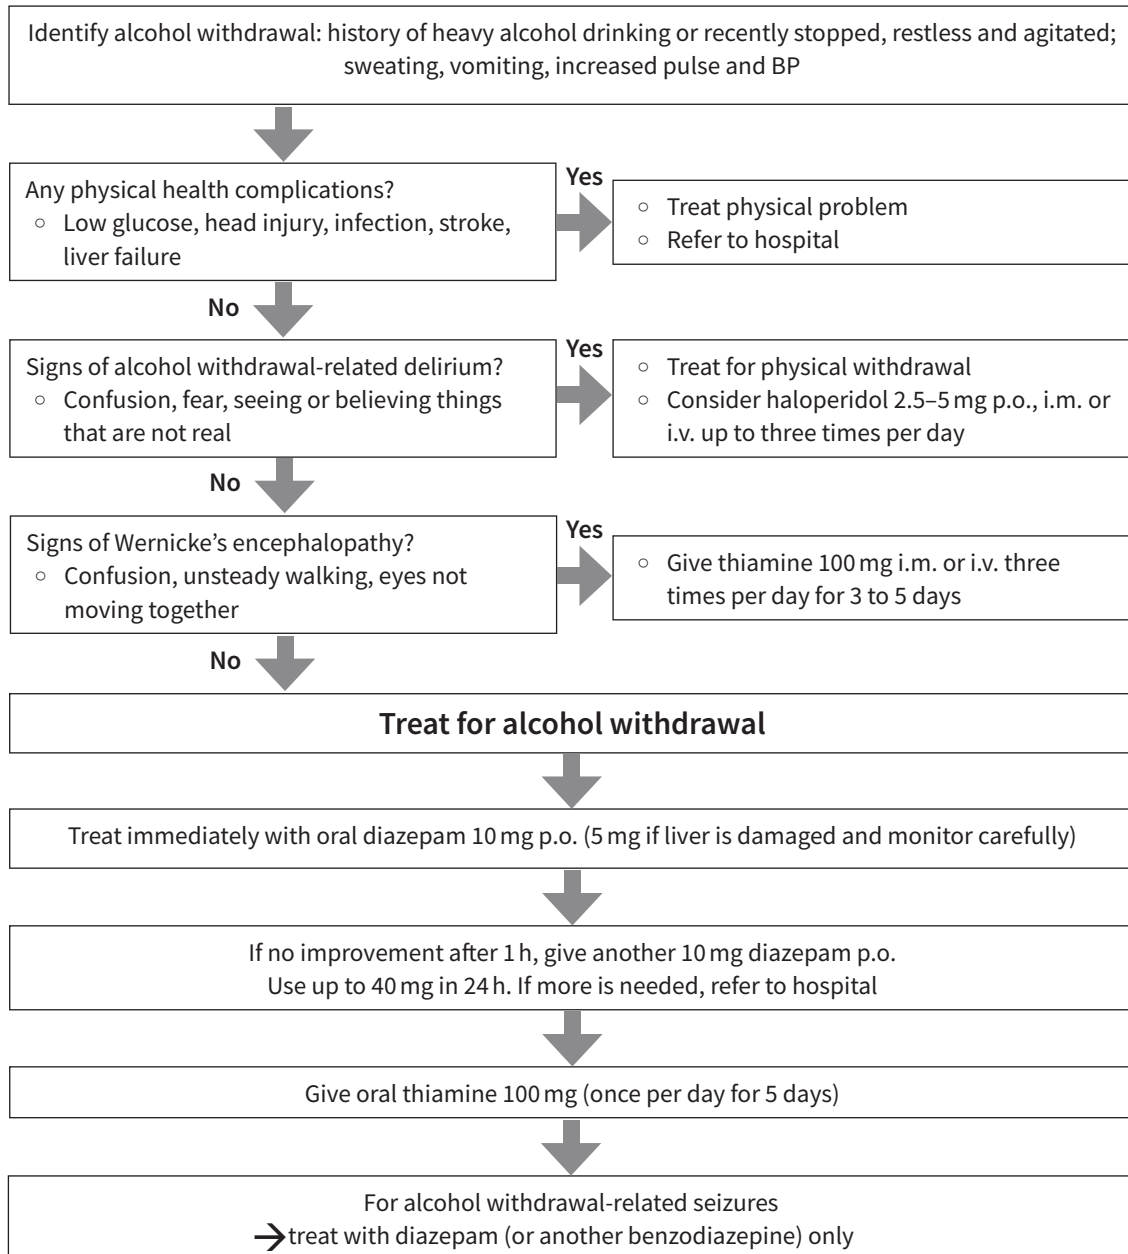 Identify alcohol withdrawal: history of heavy alcohol drinking or recently stopped, restless and agitated;
sweating, vomiting, increased pulse and BP
Any physical health complications?
○ Low glucose, head injury, infection, stroke,
liver failure
Yes
○ Treat physical problem
○ Refer to hospital
No
Signs of alcohol withdrawal-related delirium?
○ Confusion, fear, seeing or believing things
that are not real
Yes
○ Treat for physical withdrawal
○ Consider haloperidol 2.5–5 mg p.o., i.m. or
i.v. up to three times per day
No
Signs of Wernicke’s encephalopathy?
○ Confusion, unsteady walking, eyes not
moving together
Yes
○ Give thiamine 100 mg i.m. or i.v. three
times per day for 3 to 5 days
No
Treat for alcohol withdrawal
Treat immediately with oral diazepam 10 mg p.o. (5 mg if liver is damaged and monitor carefully)
If no improvement after 1 h, give another 10 mg diazepam p.o.
Use up to 40 mg in 24 h. If more is needed, refer to hospital
Give oral thiamine 100 mg (once per day for 5 days)
For alcohol withdrawal-related seizures
→ treat with diazepam (or another benzodiazepine) only